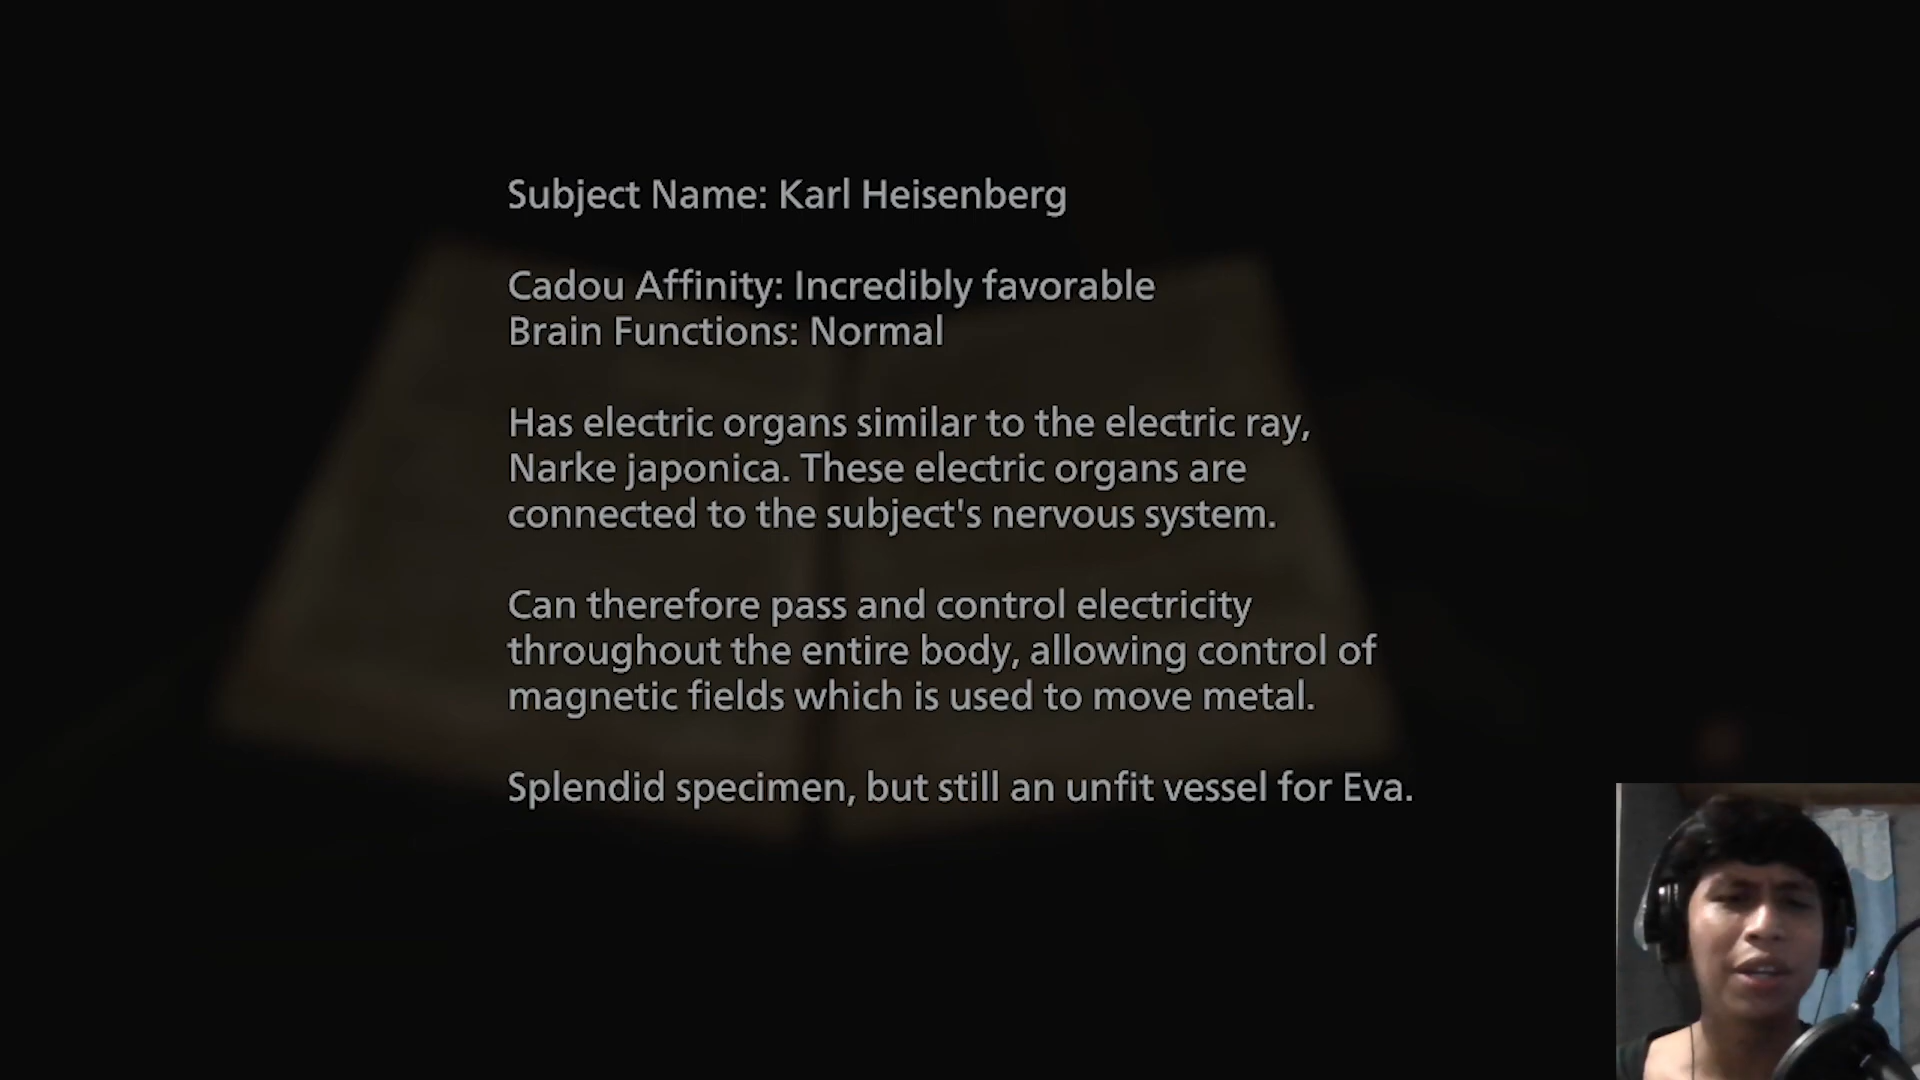 Subject Name: Karl Heisenberg
Cadou Affinity: Incredibly favorable
Brain Functions: Normal
Has electric organs similar to the electric ray,
Narke japonica. These electric organs are
connected to the subject's nervous system.
Can therefore pass and control electricity
throughout the entire body, allowing control of
magnetic fields which is used to move metal.
Splendid specimen, but still an unfit vessel for Eva.